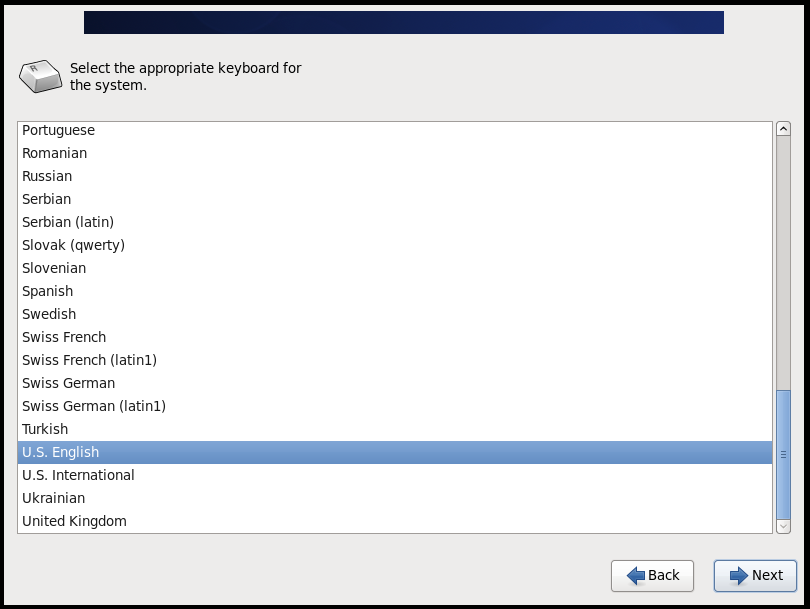 R
Select the appropriate keyboard for
the system.
Portuguese
Romanian
Russian
Serbian
Serbian (latin)
Slovak (qwerty)
Slovenian
Spanish
Swedish
Swiss French
Swiss French (latin1)
Swiss German
Swiss German (latin1)
Turkish
U.S. English
U.S. International
Ukrainian
United Kingdom
Back
Next